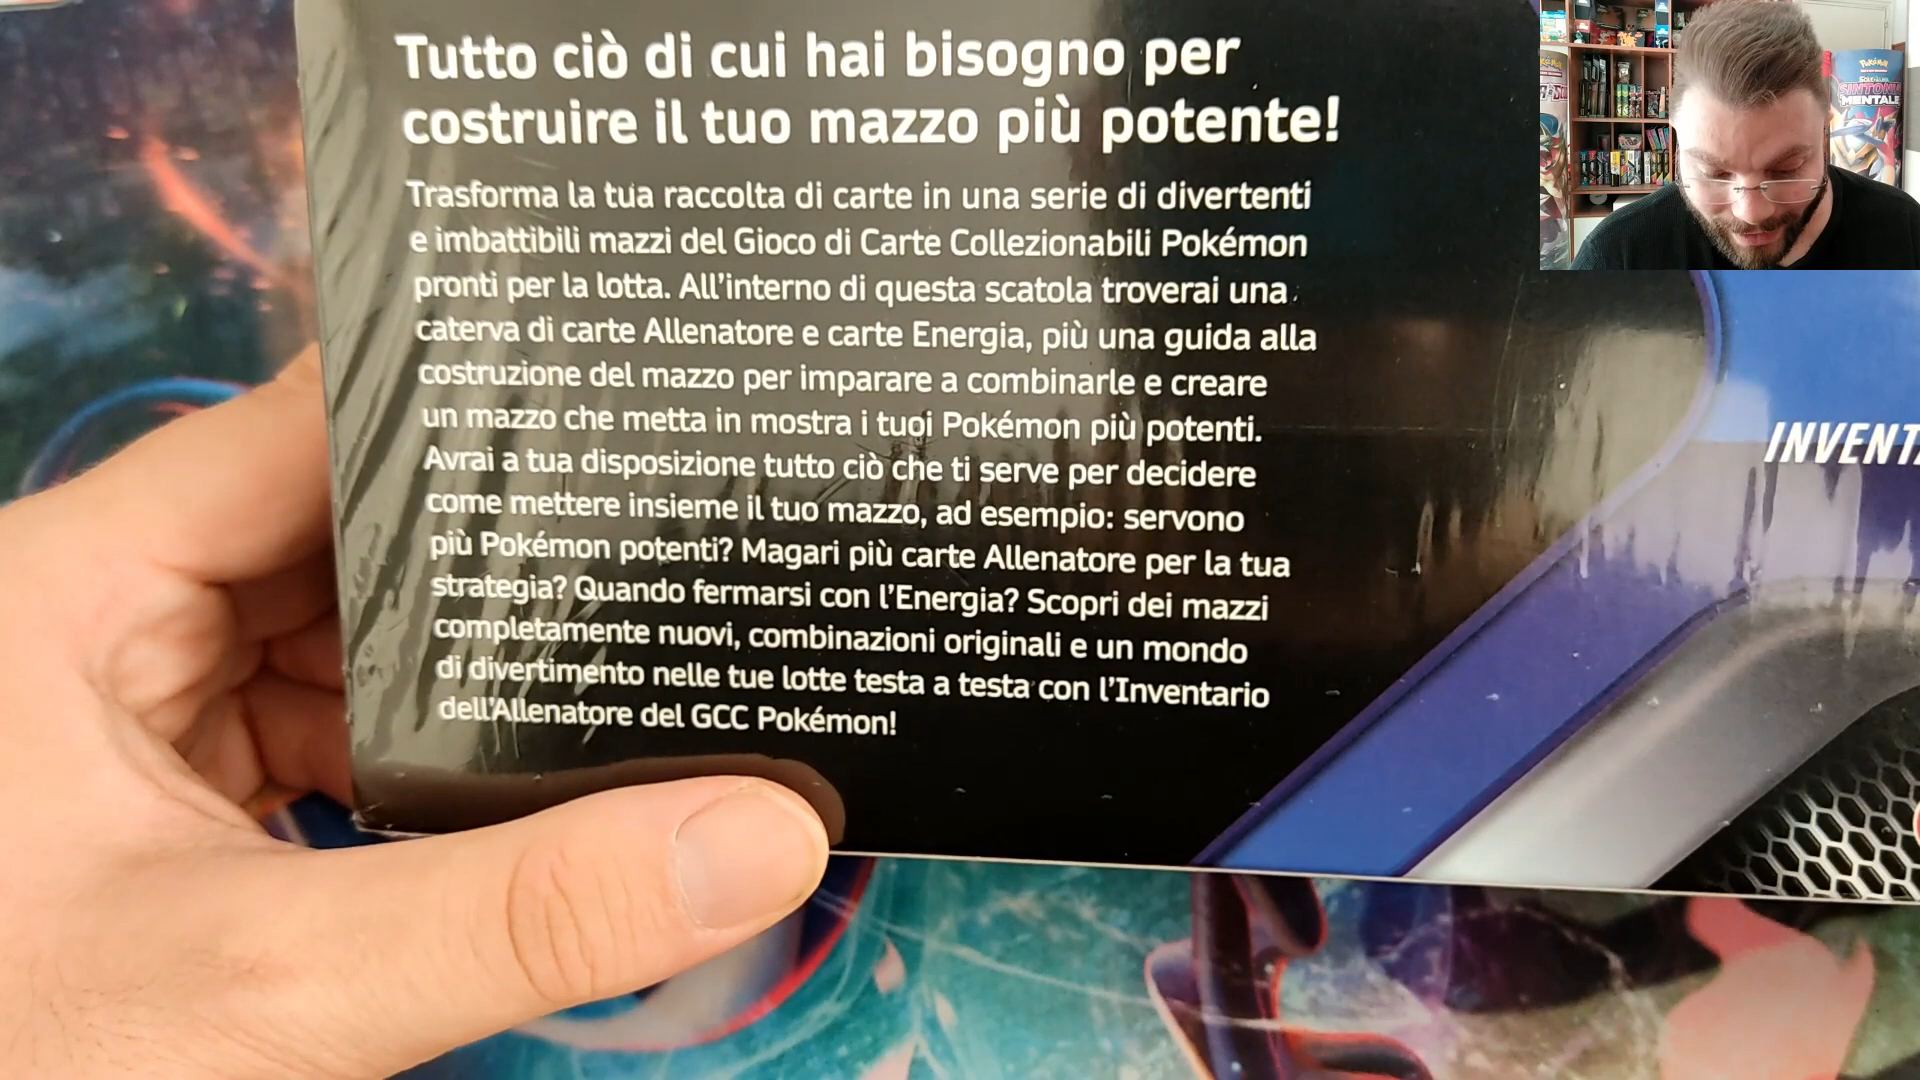 Tutto ciò di cui hai bisogno per
costruire il tuo mazzo più potente!
Trasforma la tua raccolta di carte in una serie di divertenti
e imbattibili mazzi del Gioco di Carte Collezionabili Pokémon
pronti per la lotta. All'interno di questa scatola troverai una
caterva di carte Allenatore e carte Energia, più una guida alla
costruzione del mazzo per imparare a combinarle e creare
un mazzo che metta in mostra i tuoi Pokémon più potenti.
Avrai a tua disposizione tutto ciò che ti serve per decidere
come mettere insieme il tuo mazzo, ad esempio: servono
più Pokémon potenti? Magari più carte Allenatore per la tua
strategia? Quando fermarsi con l'Energia? Scopri dei mazzi
completamente nuovi, combinazioni originali e un mondo
di divertimento nelle tue lotte testa a testa con l'Inventario
dell'Allenatore del GCC Pokémon!
INVENTA
Pokémon
SINTONIA
MENTALE